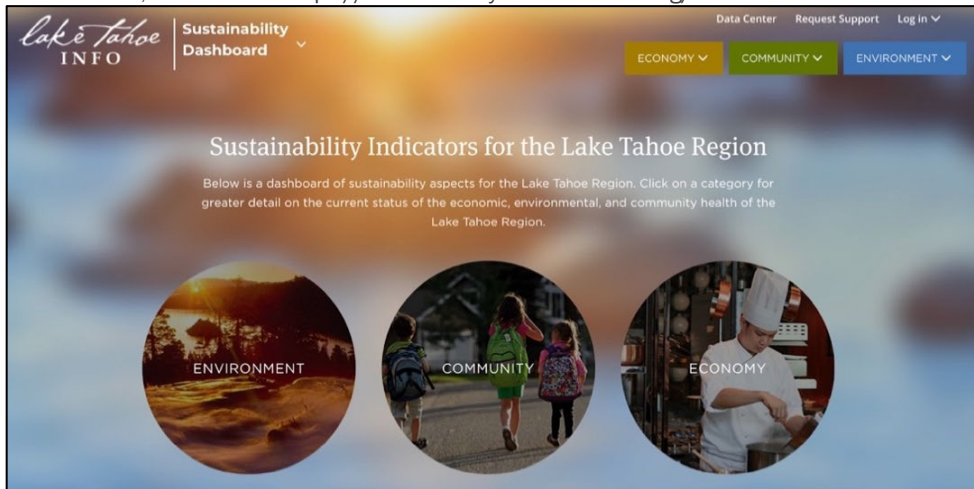 lake Tahoe
INFO
Sustainability
Dashboard
Data Center Request Support Log in
ECONOMY COMMUNITY ENVIRONMENT
Sustainability Indicators for the Lake Tahoe Region
Below is a dashboard of sustainability aspects for the Lake Tahoe Region. Click on a category for
greater detail on the current status of the economic, environmental, and community health of the
Lake Tahoe Region.
ENVIRONMENT COMMUNITY ECONOMY